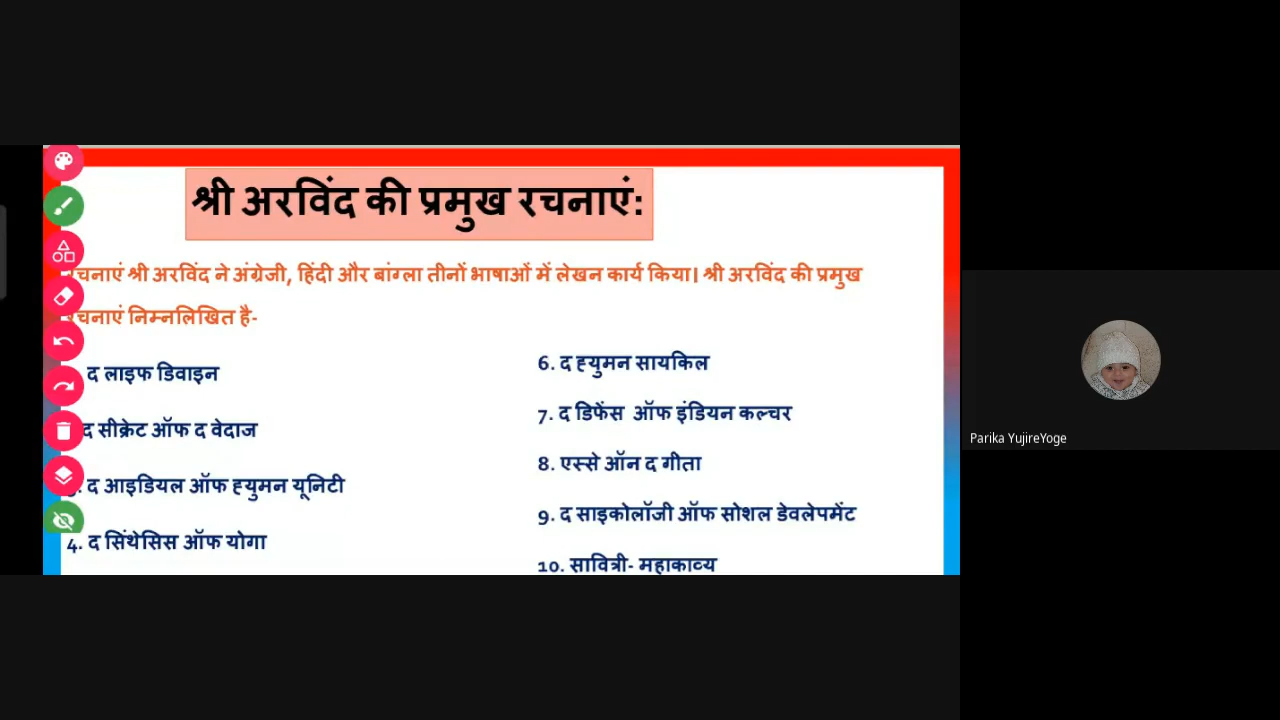 श्री अरविंद की प्रमुख रचनाएं:
रचनाएं श्री अरविंद ने अंग्रेजी, हिंदी और बांग्ला तीनों भाषाओं में लेखन कार्य किया। श्री अरविंद की प्रमुख
रचनाएं निम्नलिखित है-
द लाइफ डिवाइन
द सीक्रेट ऑफ द वेदाज
3. द आइडियल ऑफ ह्युमन यूनिटी
4. द सिंथेसिस ऑफ योगा
6. द ह्युमन सायकिल
7. द डिफेंस ऑफ इंडियन कल्चर
8. एस्से ऑन द गीता
9. द साइकोलॉजी ऑफ सोशल डेवलेपमेंट
10. सावित्री- महाकाव्य
Parika YujireYoge